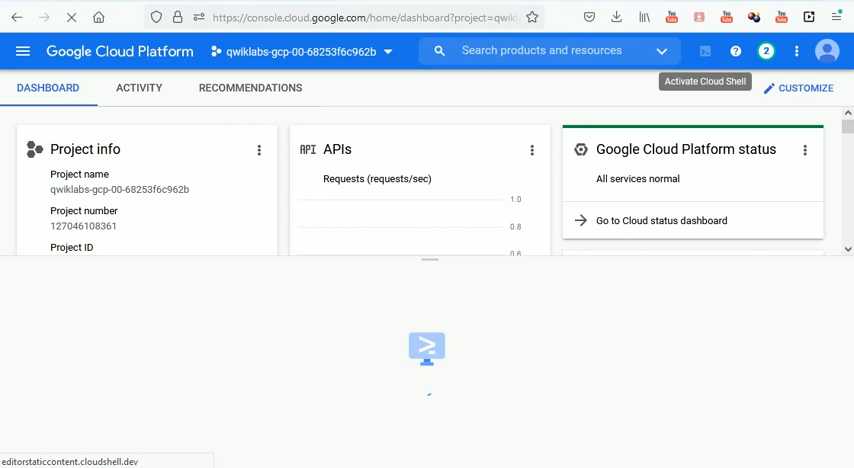 https://console.cloud.google.com/home/dashboard?project=qwikl
Google Cloud Platform
qwiklabs-gcp-00-68253f6c962b
Search products and resources
2
Activate Cloud Shell
DASHBOARD
ACTIVITY
RECOMMENDATIONS
CUSTOMIZE
Project info
Project name
qwiklabs-gcp-00-68253f6c962b
Project number
127046108361
Project ID
API APIs
Requests (requests/sec)
1.0
0.8
0.6
Google Cloud Platform status
All services normal
Go to Cloud status dashboard
editorstaticcontent.cloudshell.dev